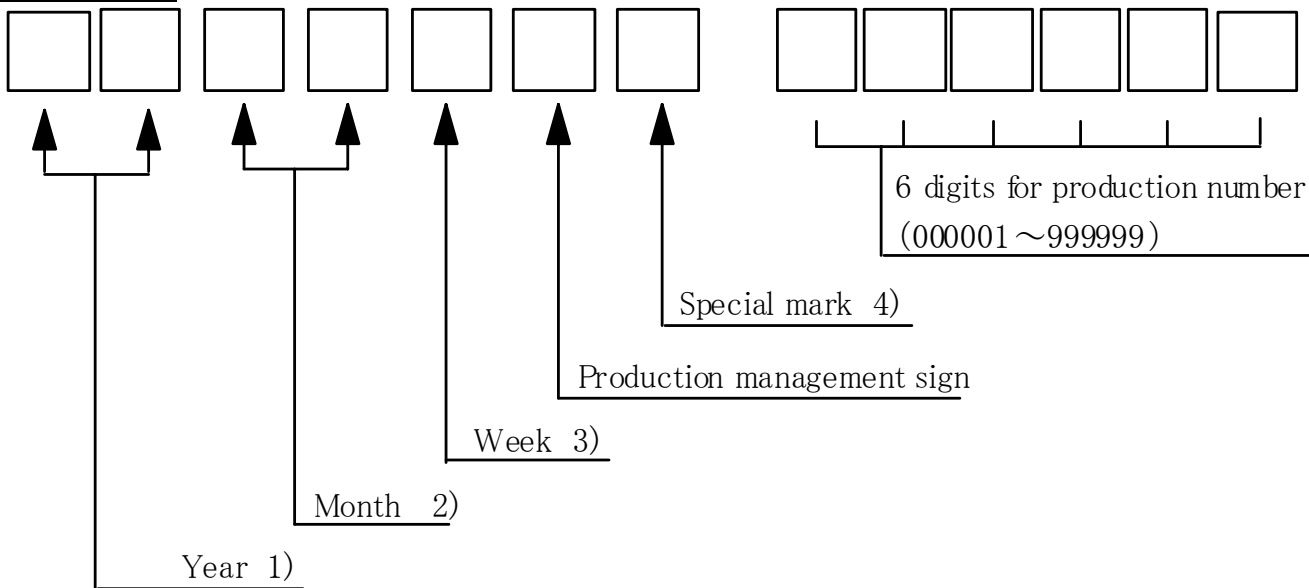 6 digits for production number
(000001～999999)
Special mark 4)
Production management sign
Week 3)
Month 2)
Year 1)